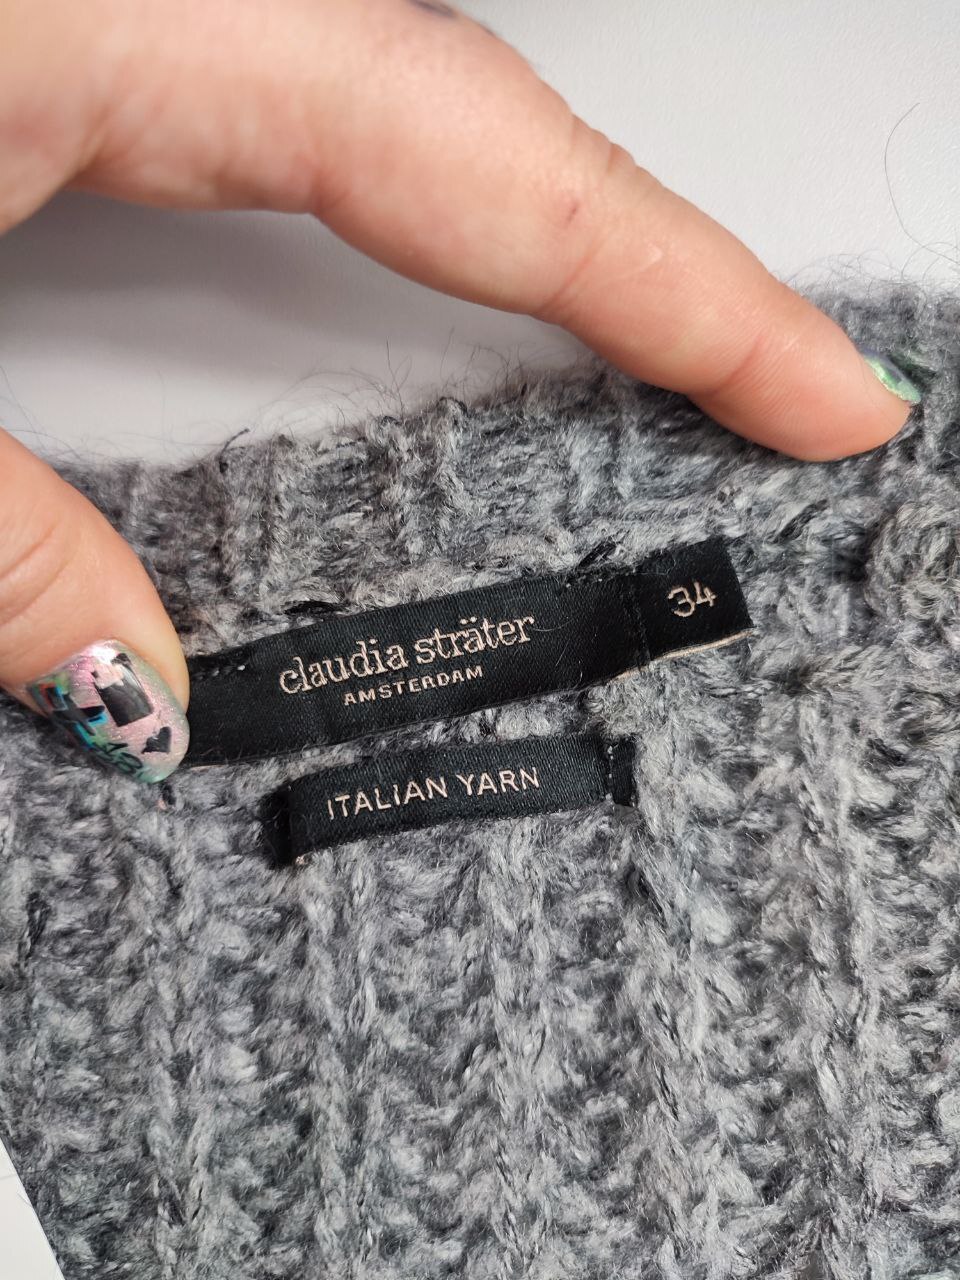 claudia sträter
AMSTERDAM
34
ITALIAN YARN